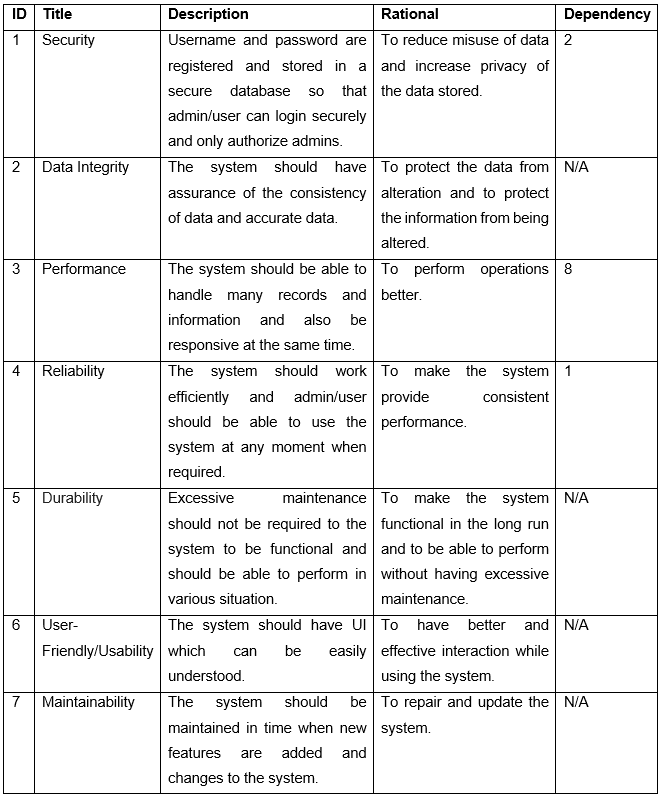 ID Title Description Rational Dependency
1 Security Username and password are To reduce misuse of data 2
registered and stored in a and increase privacy of
secure database so that the data stored.
admin/user can login securely
and only authorize admins.
2 Data Integrity The system should have To protect the data from N/A
assurance of the consistency alteration and to protect
of data and accurate data. the information from being
altered.
3 Performance The system should be able to To perform operations 8
handle many records and better.
information and also be
responsive at the same time.
4 Reliability The system should work To make the system 1
efficiently and admin/user provide consistent
should be able to use the performance.
system at any moment when
required.
5 Durability Excessive maintenance To make the system N/A
should not be required to the functional in the long run
system to be functional and and to be able to perform
should be able to perform in without having excessive
various situation. maintenance.
6 User- The system should have UI To have better and N/A
Friendly/Usability which can be easily effective interaction while
understood. using the system.
7 Maintainability The system should be To repair and update the N/A
maintained in time when new system.
features are added and
changes to the system.